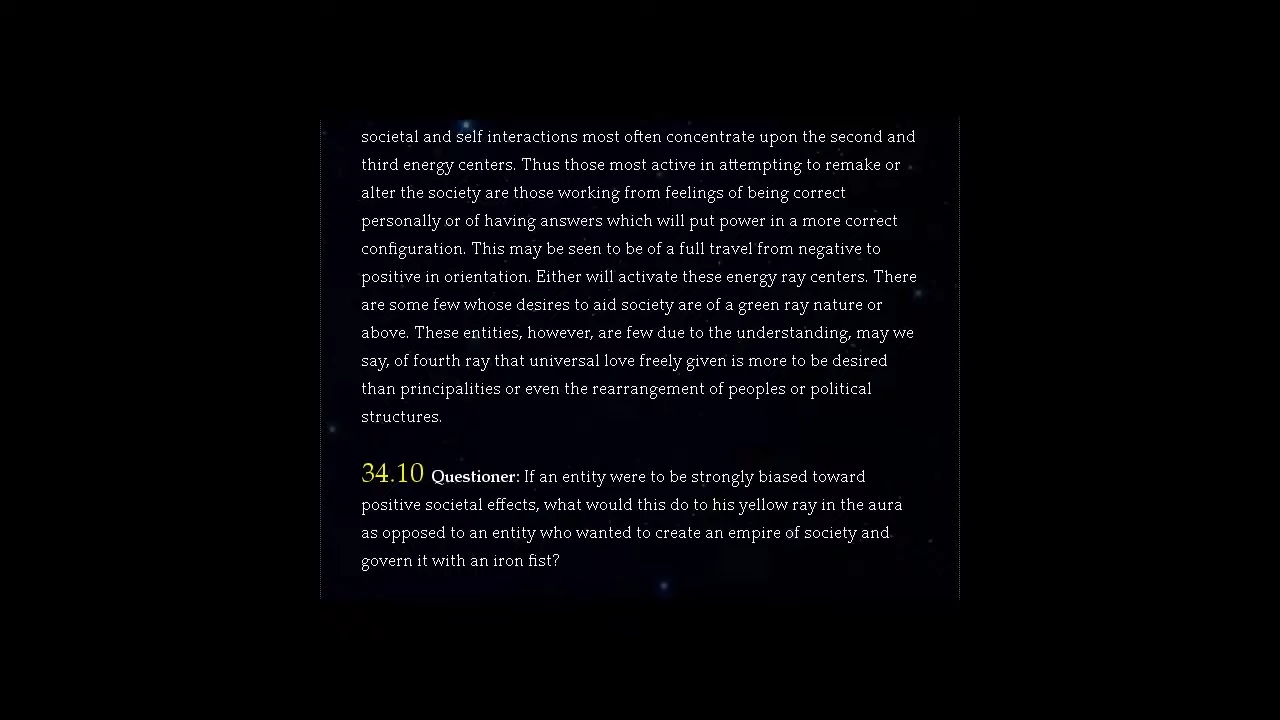 societal and self interactions most often concentrate upon the second and
third energy centers. Thus those most active in attempting to remake or
alter the society are those working from feelings of being correct
personally or of having answers which will put power in a more correct
configuration. This may be seen to be of a full travel from negative to
positive in orientation. Either will activate these energy ray centers. There
are some few whose desires to aid society are of a green ray nature or
above. These entities, however, are few due to the understanding, may we
say, of fourth ray that universal love freely given is more to be desired
than principalities or even the rearrangement of peoples or political
structures.
34.10 Questioner: If an entity were to be strongly biased toward
positive societal effects, what would this do to his yellow ray in the aura
as opposed to an entity who wanted to create an empire of society and
govern it with an iron fist?